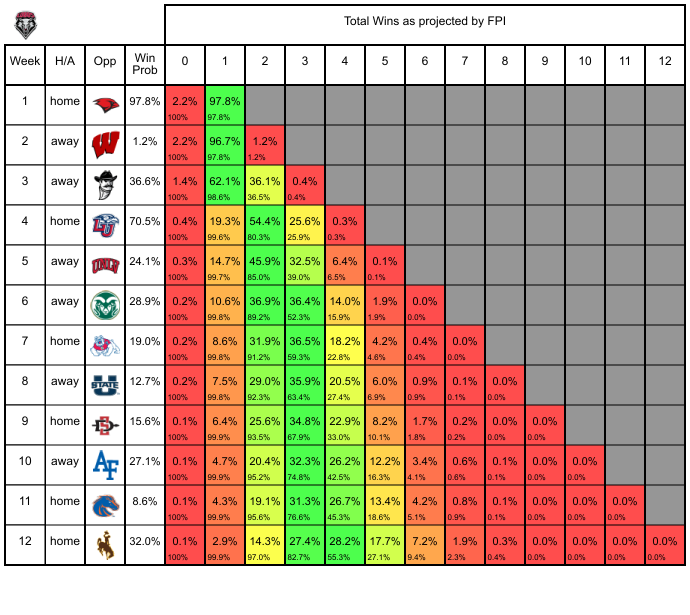 Total Wins as projected by FPI
Week H/A Opp Win Prob 0 1 2 3 4 5 6 7 8 9 10 11 12
1 home 97.8% 2.2% 97.8%
100% 97.8%
2 away W 1.2% 2.2% 96.7% 1.2%
100% 97.8% 1.2%
3 away 36.6% 1.4% 62.1% 36.1% 0.4%
100% 98.6% 36.5% 0.4%
4 home LU 70.5% 0.4% 19.3% 54.4% 25.6% 0.3%
100% 99.6% 80.3% 25.9% 0.3%
5 away UNLV 24.1% 0.3% 14.7% 45.9% 32.5% 6.4% 0.1%
100% 99.7% 85.0% 39.0% 6.5% 0.1%
6 away 28.9% 0.2% 10.6% 36.9% 36.4% 14.0% 1.9% 0.0%
100% 99.8% 89.2% 52.3% 15.9% 1.9% 0.0%
7 home 19.0% 0.2% 8.6% 31.9% 36.5% 18.2% 4.2% 0.4% 0.0%
100% 99.8% 91.2% 59.3% 22.8% 4.6% 0.4% 0.0%
8 away U STATE 12.7% 0.2% 7.5% 29.0% 35.9% 20.5% 6.0% 0.9% 0.1% 0.0%
100% 99.8% 92.3% 63.4% 27.4% 6.9% 0.9% 0.1% 0.0%
9 home SD 15.6% 0.1% 6.4% 25.6% 34.8% 22.9% 8.2% 1.7% 0.2% 0.0% 0.0%
100% 99.9% 93.5% 67.9% 33.0% 10.1% 1.8% 0.2% 0.0% 0.0%
10 away AF 27.1% 0.1% 4.7% 20.4% 32.3% 26.2% 12.2% 3.4% 0.6% 0.1% 0.0% 0.0%
100% 99.9% 95.2% 74.8% 42.5% 16.3% 4.1% 0.6% 0.1% 0.0% 0.0%
11 home 8.6% 0.1% 4.3% 19.1% 31.3% 26.7% 13.4% 4.2% 0.8% 0.1% 0.0% 0.0% 0.0%
100% 99.9% 95.6% 76.6% 45.3% 18.6% 5.1% 0.9% 0.1% 0.0% 0.0% 0.0%
12 home 32.0% 0.1% 2.9% 14.3% 27.4% 28.2% 17.7% 7.2% 1.9% 0.3% 0.0% 0.0% 0.0% 0.0%
100% 99.9% 97.0% 82.7% 55.3% 27.1% 9.4% 2.3% 0.4% 0.0% 0.0% 0.0% 0.0%